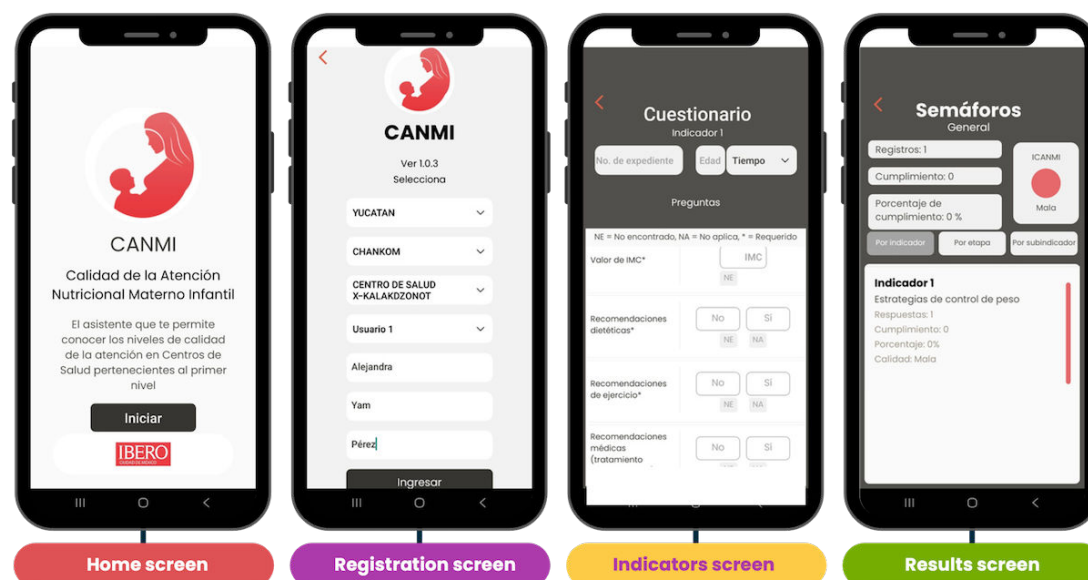 CANMI
Calidad de la Atención
Nutricional Materno Infantil
El asistente que te permite
conocer los niveles de calidad
de la atención en Centros de
Salud pertenecientes al primer
nivel
Iniciar
IBERO
Home screen
CANMI
Ver 1.0.3
Selecciona
YUCATAN
CHANKOM
CENTRO DE SALUD
X-KALAKDZONOT
Usuario 1
Alejandra
Yam
Pérez
Ingresar
Registration screen
Cuestionario
Indicador 1
No. de expediente Edad Tiempo
Preguntas
NE = No encontrado, NA = No aplica, * = Requerido
Valor de IMC* IMC
NE
Recomendaciones
dietéticas*
No Sí
NE NA
Recomendaciones
de ejercicio*
No Sí
NE NA
Recomendaciones
médicas
(tratamiento
No Sí
Indicators screen
Semáforos
General
Registros: 1
Cumplimiento: 0
Porcentaje de
cumplimiento: 0 %
ICANMI
Mala
Por indicador Por etapa Por subindicador
Indicador 1
Estrategias de control de peso
Respuestas: 1
Cumplimiento: 0
Porcentaje: 0%
Calidad: Mala
Results screen